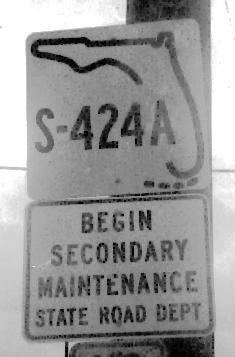 S-424A
BEGIN
SECONDARY
MAINTENANCE
STATE ROAD DEPT